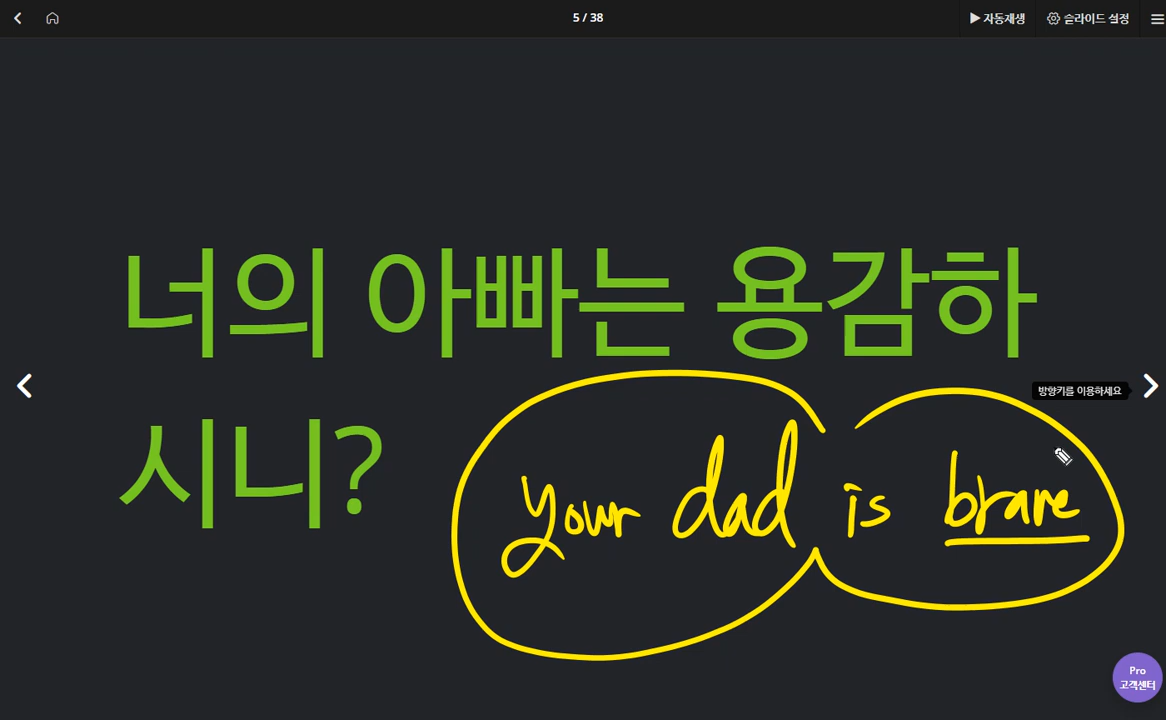 5 / 38
▶ 자동재생
슬라이드 설정
너의 아빠는 용감하
시니?
방향키를 이용하세요
your dad is brave
Pro
고객센터